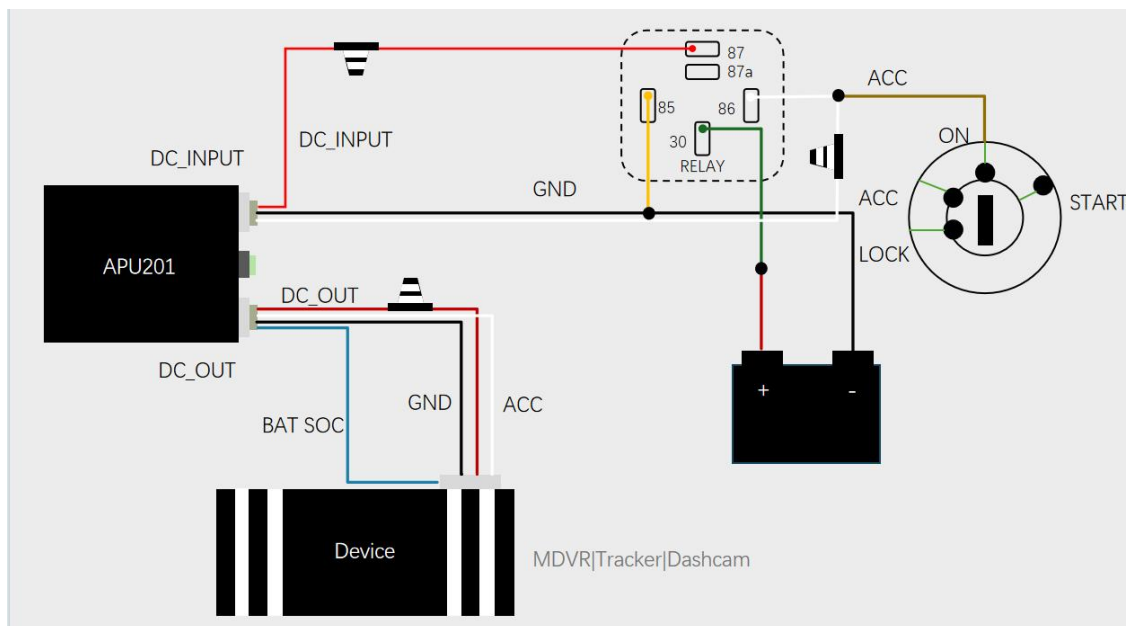 87
87a
ACC
85
86
DC_INPUT
30
ON
DC_INPUT
RELAY
GND
ACC
START
LOCK
APU201
DC_OUT
DC_OUT
+
-
GND
ACC
BAT SOC
Device
MDVR|Tracker|Dashcam